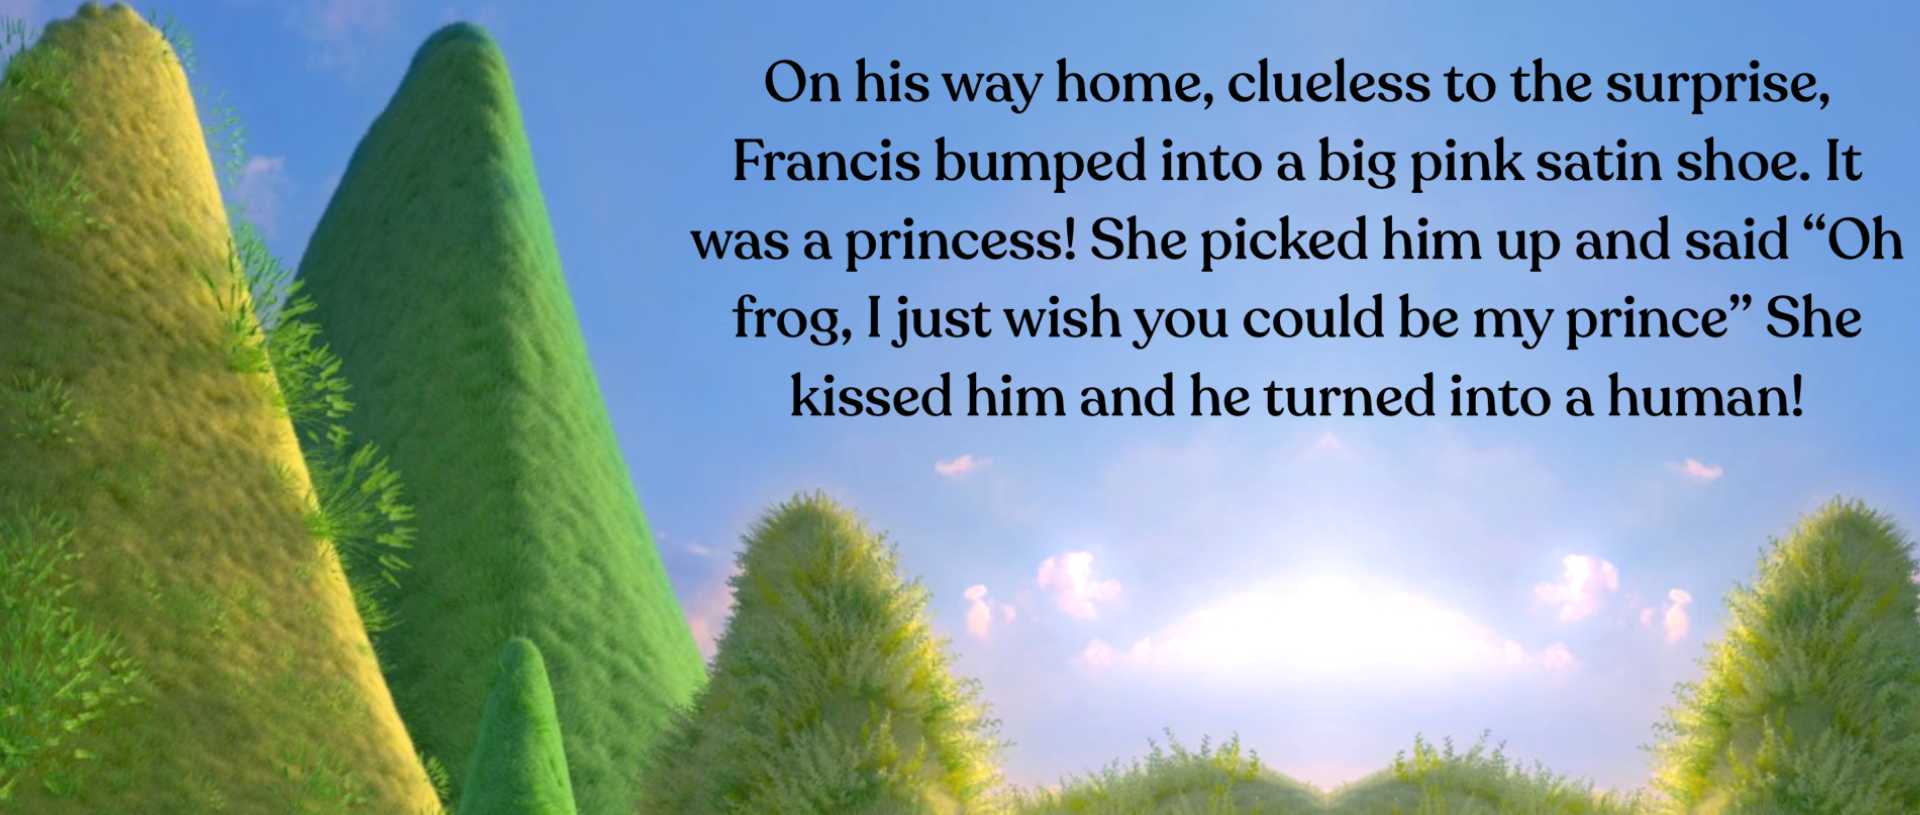 On his way home, clueless to the surprise,
Francis bumped into a big pink satin shoe. It
was a princess! She picked him up and said “Oh
frog, I just wish you could be my prince” She
kissed him and he turned into a human!